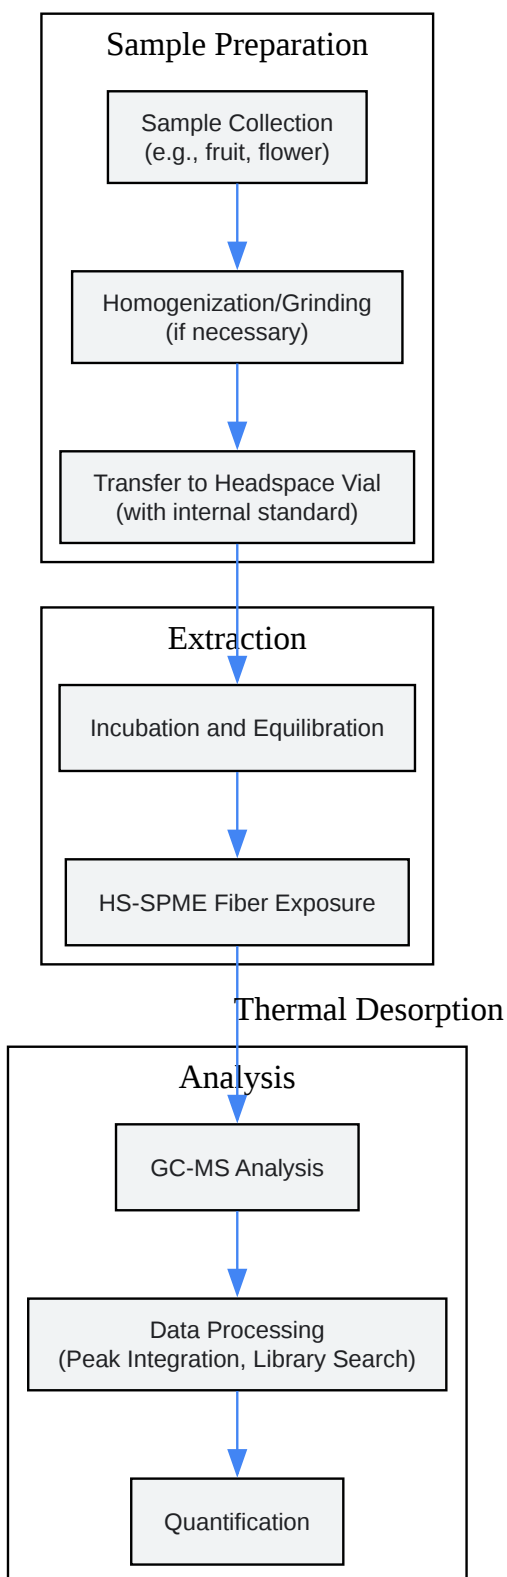 Sample Preparation
Sample Collection
(e.g., fruit, flower)
Homogenization/Grinding
(if necessary)
Transfer to Headspace Vial
(with internal standard)
Extraction
Incubation and Equilibration
HS-SPME Fiber Exposure
Thermal Desorption
Analysis
GC-MS Analysis
Data Processing
(Peak Integration, Library Search)
Quantification